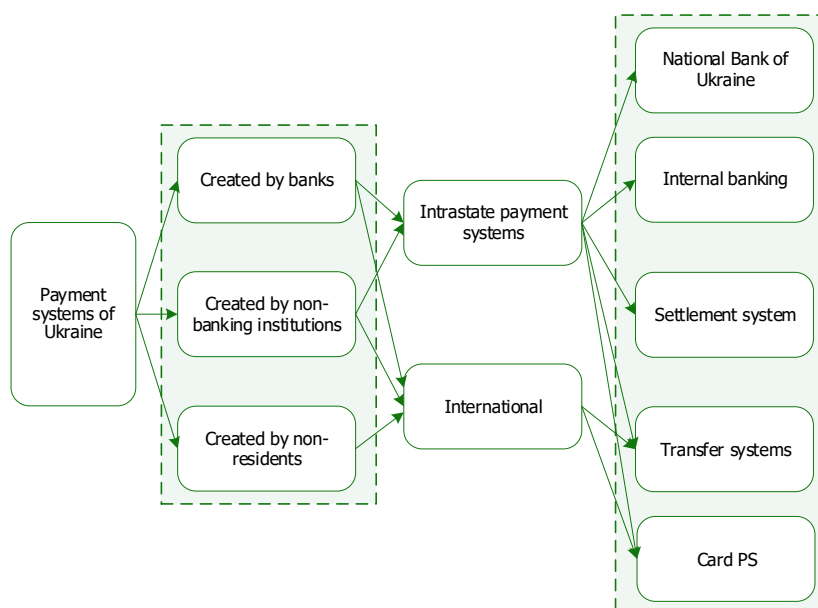 Payment
systems of
Ukraine
Created by banks
Created by non-
banking institutions
Created by non-
residents
Intrastate payment
systems
International
National Bank of
Ukraine
Internal banking
Settlement system
Transfer systems
Card PS